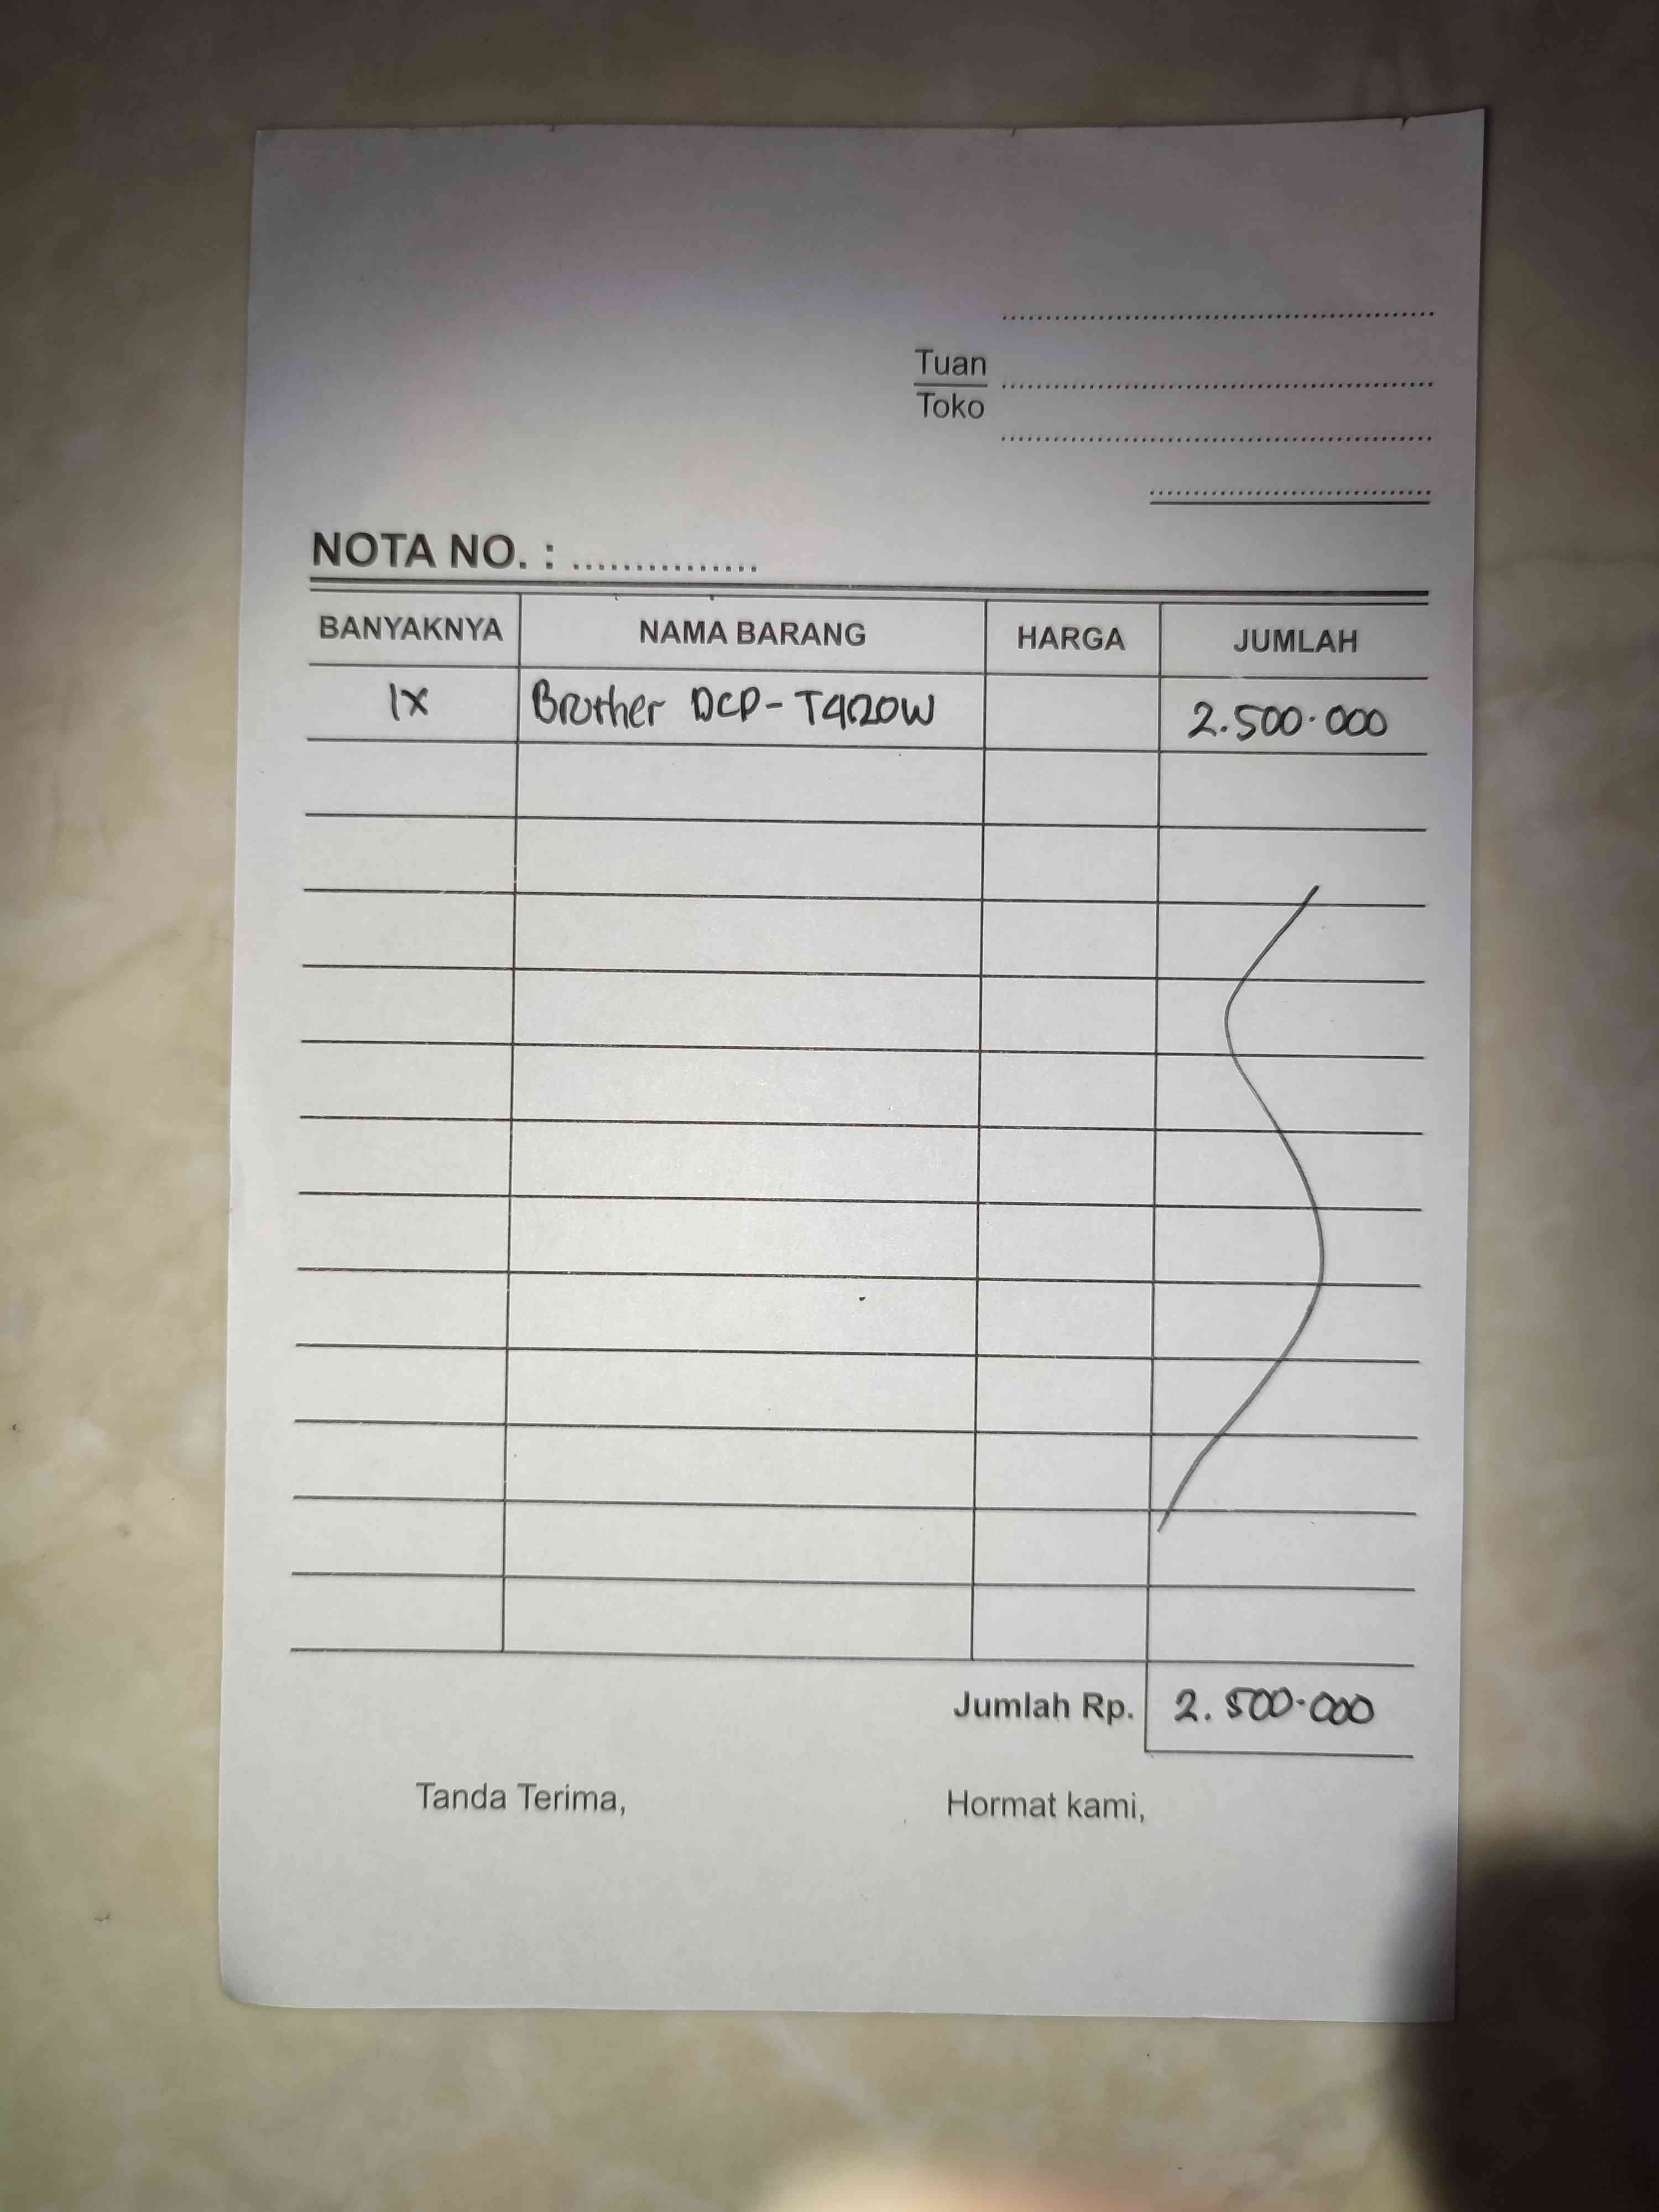 Tuan
Toko
NOTA NO. : ...............
BANYAKNYA NAMA BARANG HARGA JUMLAH
1x Brother DCP-T420W 2.500.000
Jumlah Rp. 2.500.000
Tanda Terima, Hormat kami,